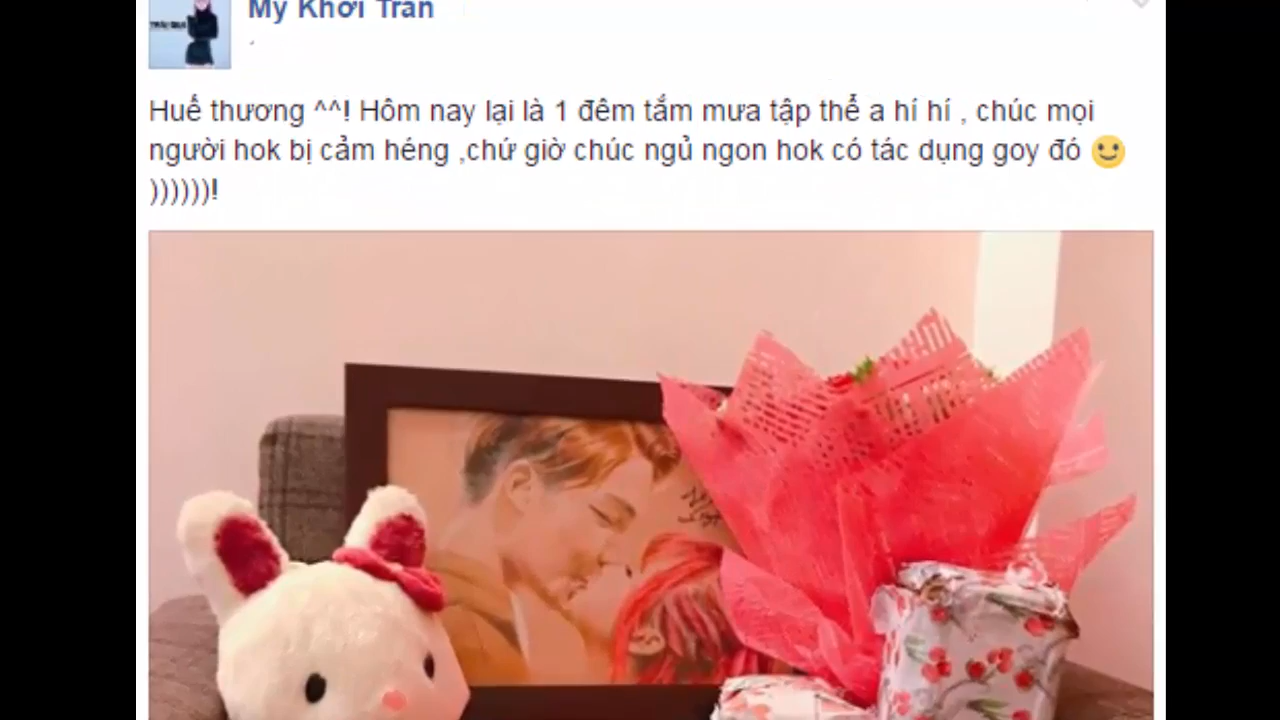 My Khởi Trần
Huế thương ^^! Hôm nay lại là 1 đêm tắm mưa tập thể a hí hí , chúc mọi
người hok bị cảm héng ,chứ giờ chúc ngủ ngon hok có tác dụng goy đó 🙂
))))))!